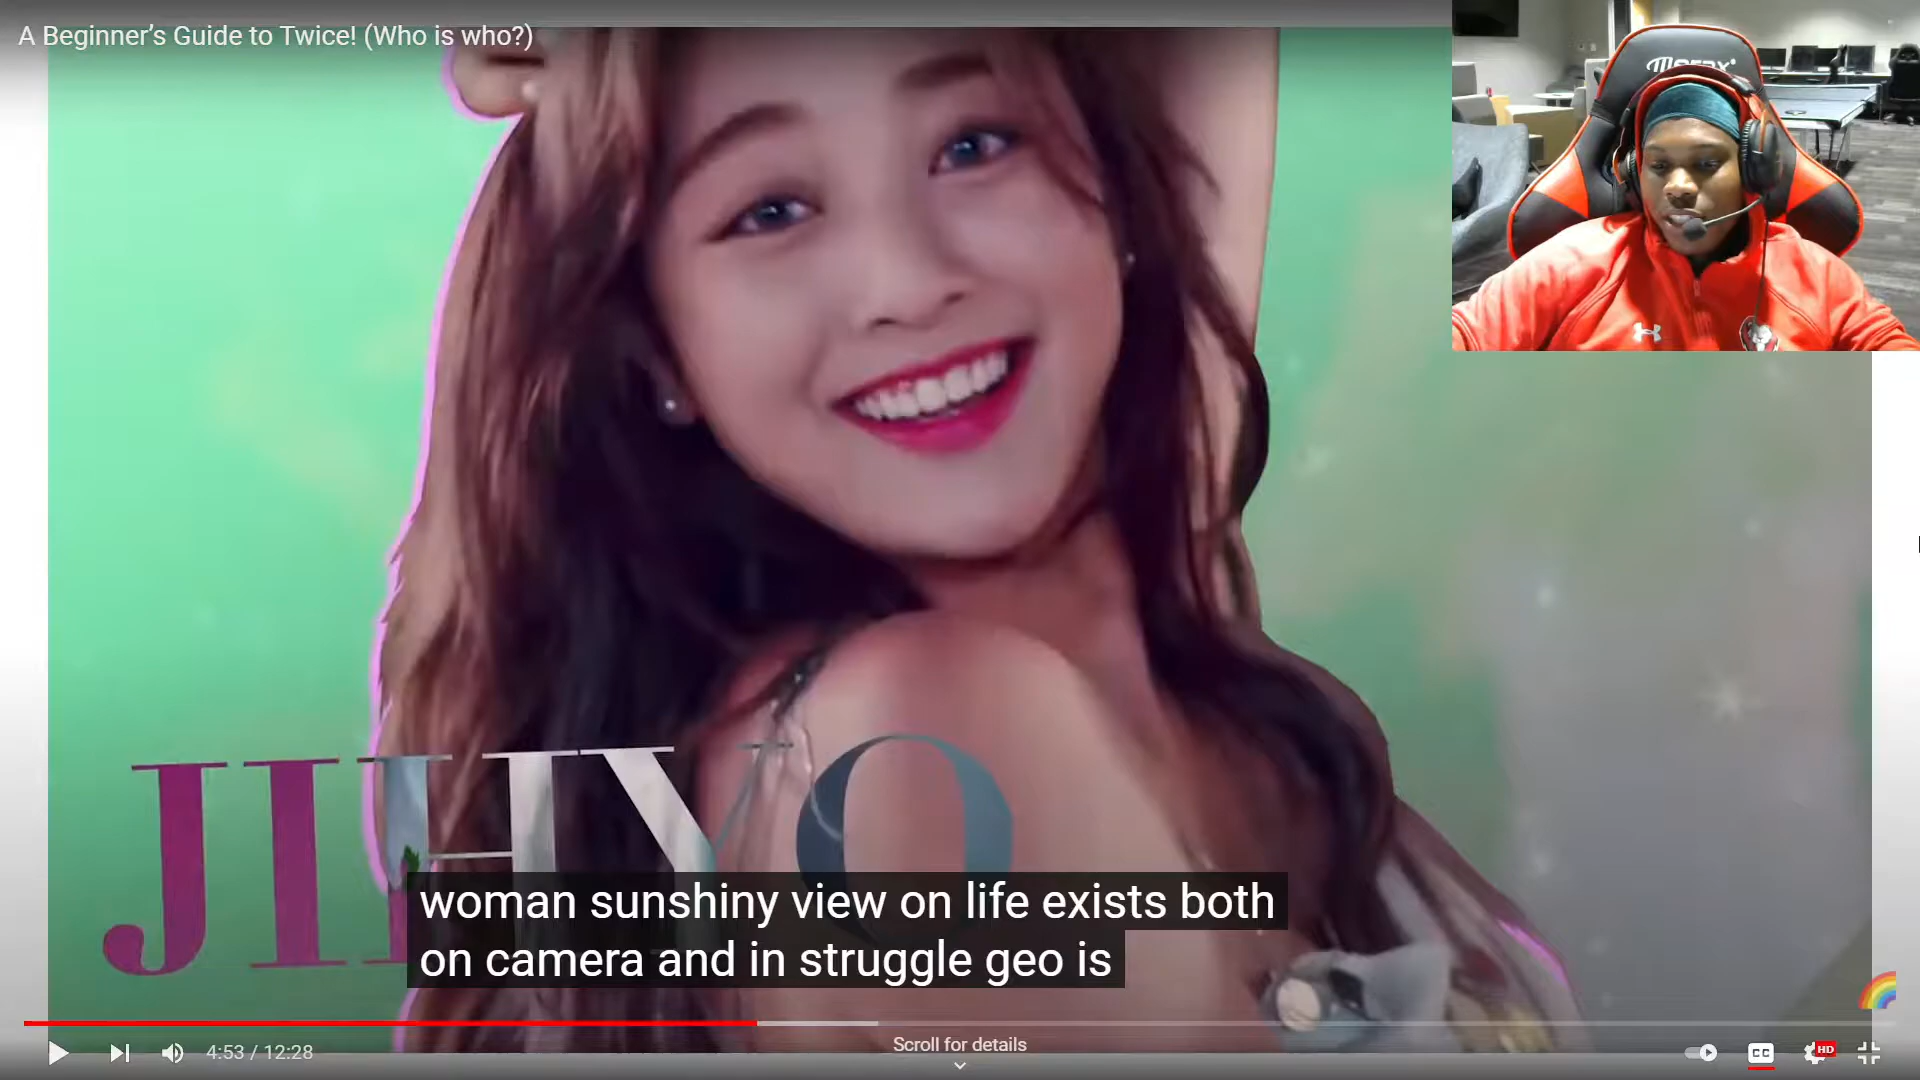 A Beginner’s Guide to Twice! (Who is who?)
JIHYO
woman sunshiny view on life exists both
on camera and in struggle geo is
Scroll for details
4:53 / 12:28
CC
HD